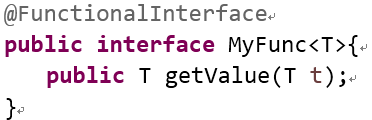 @FunctionalInterface
public interface MyFunc<T>{
    public T getValue(T t);
}